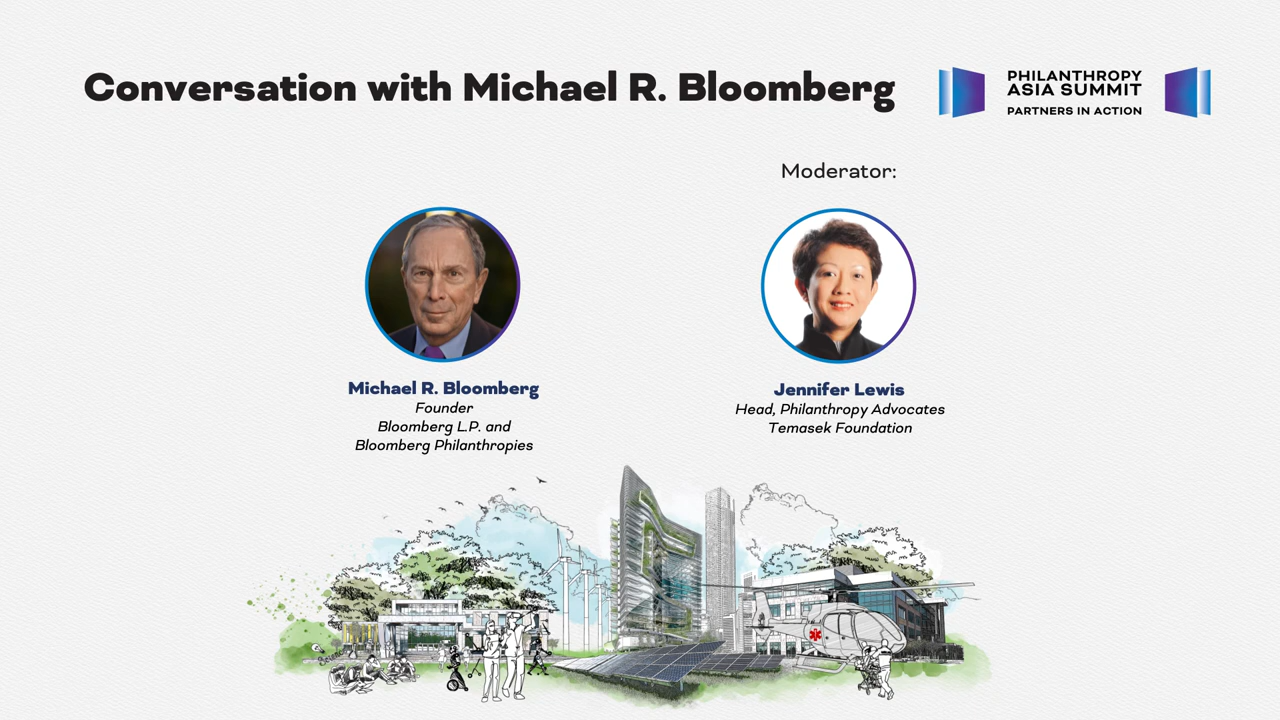 Conversation with Michael R. Bloomberg
PHILANTHROPY
ASIA SUMMIT
PARTNERS IN ACTION
Moderator:
Michael R. Bloomberg
Founder
Bloomberg L.P. and
Bloomberg Philanthropies
Jennifer Lewis
Head, Philanthropy Advocates
Temasek Foundation